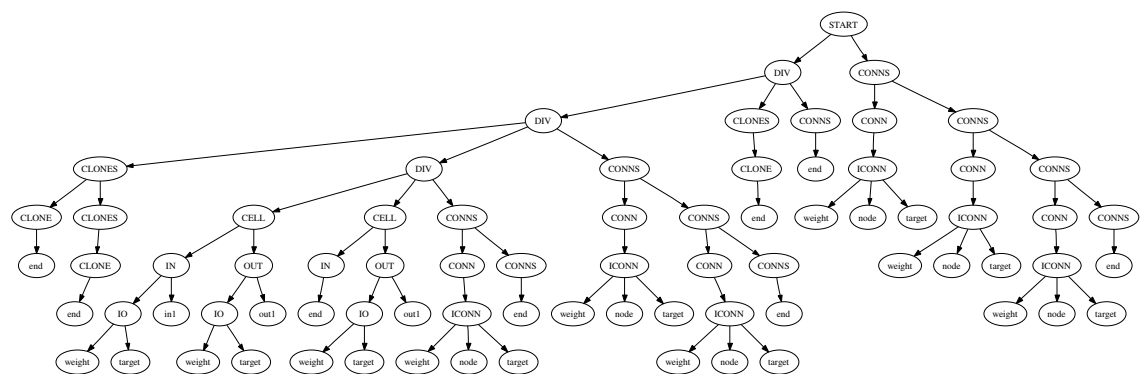 START
DIV CONNS
DIV CLONES CONNS CONN CONNS
CLONES DIV CONNS CLONE end ICONN CONN CONNS
CLONE CLONES CELL CELL CONNS CONN CONNS end weight node target ICONN CONN CONNS
end CLONE IN OUT IN OUT CONN CONNS ICONN CONN CONNS weight node target ICONN end
end IO in1 IO out1 end IO out1 ICONN end weight node target ICONN end weight node target
weight target weight target weight target weight node target weight node target